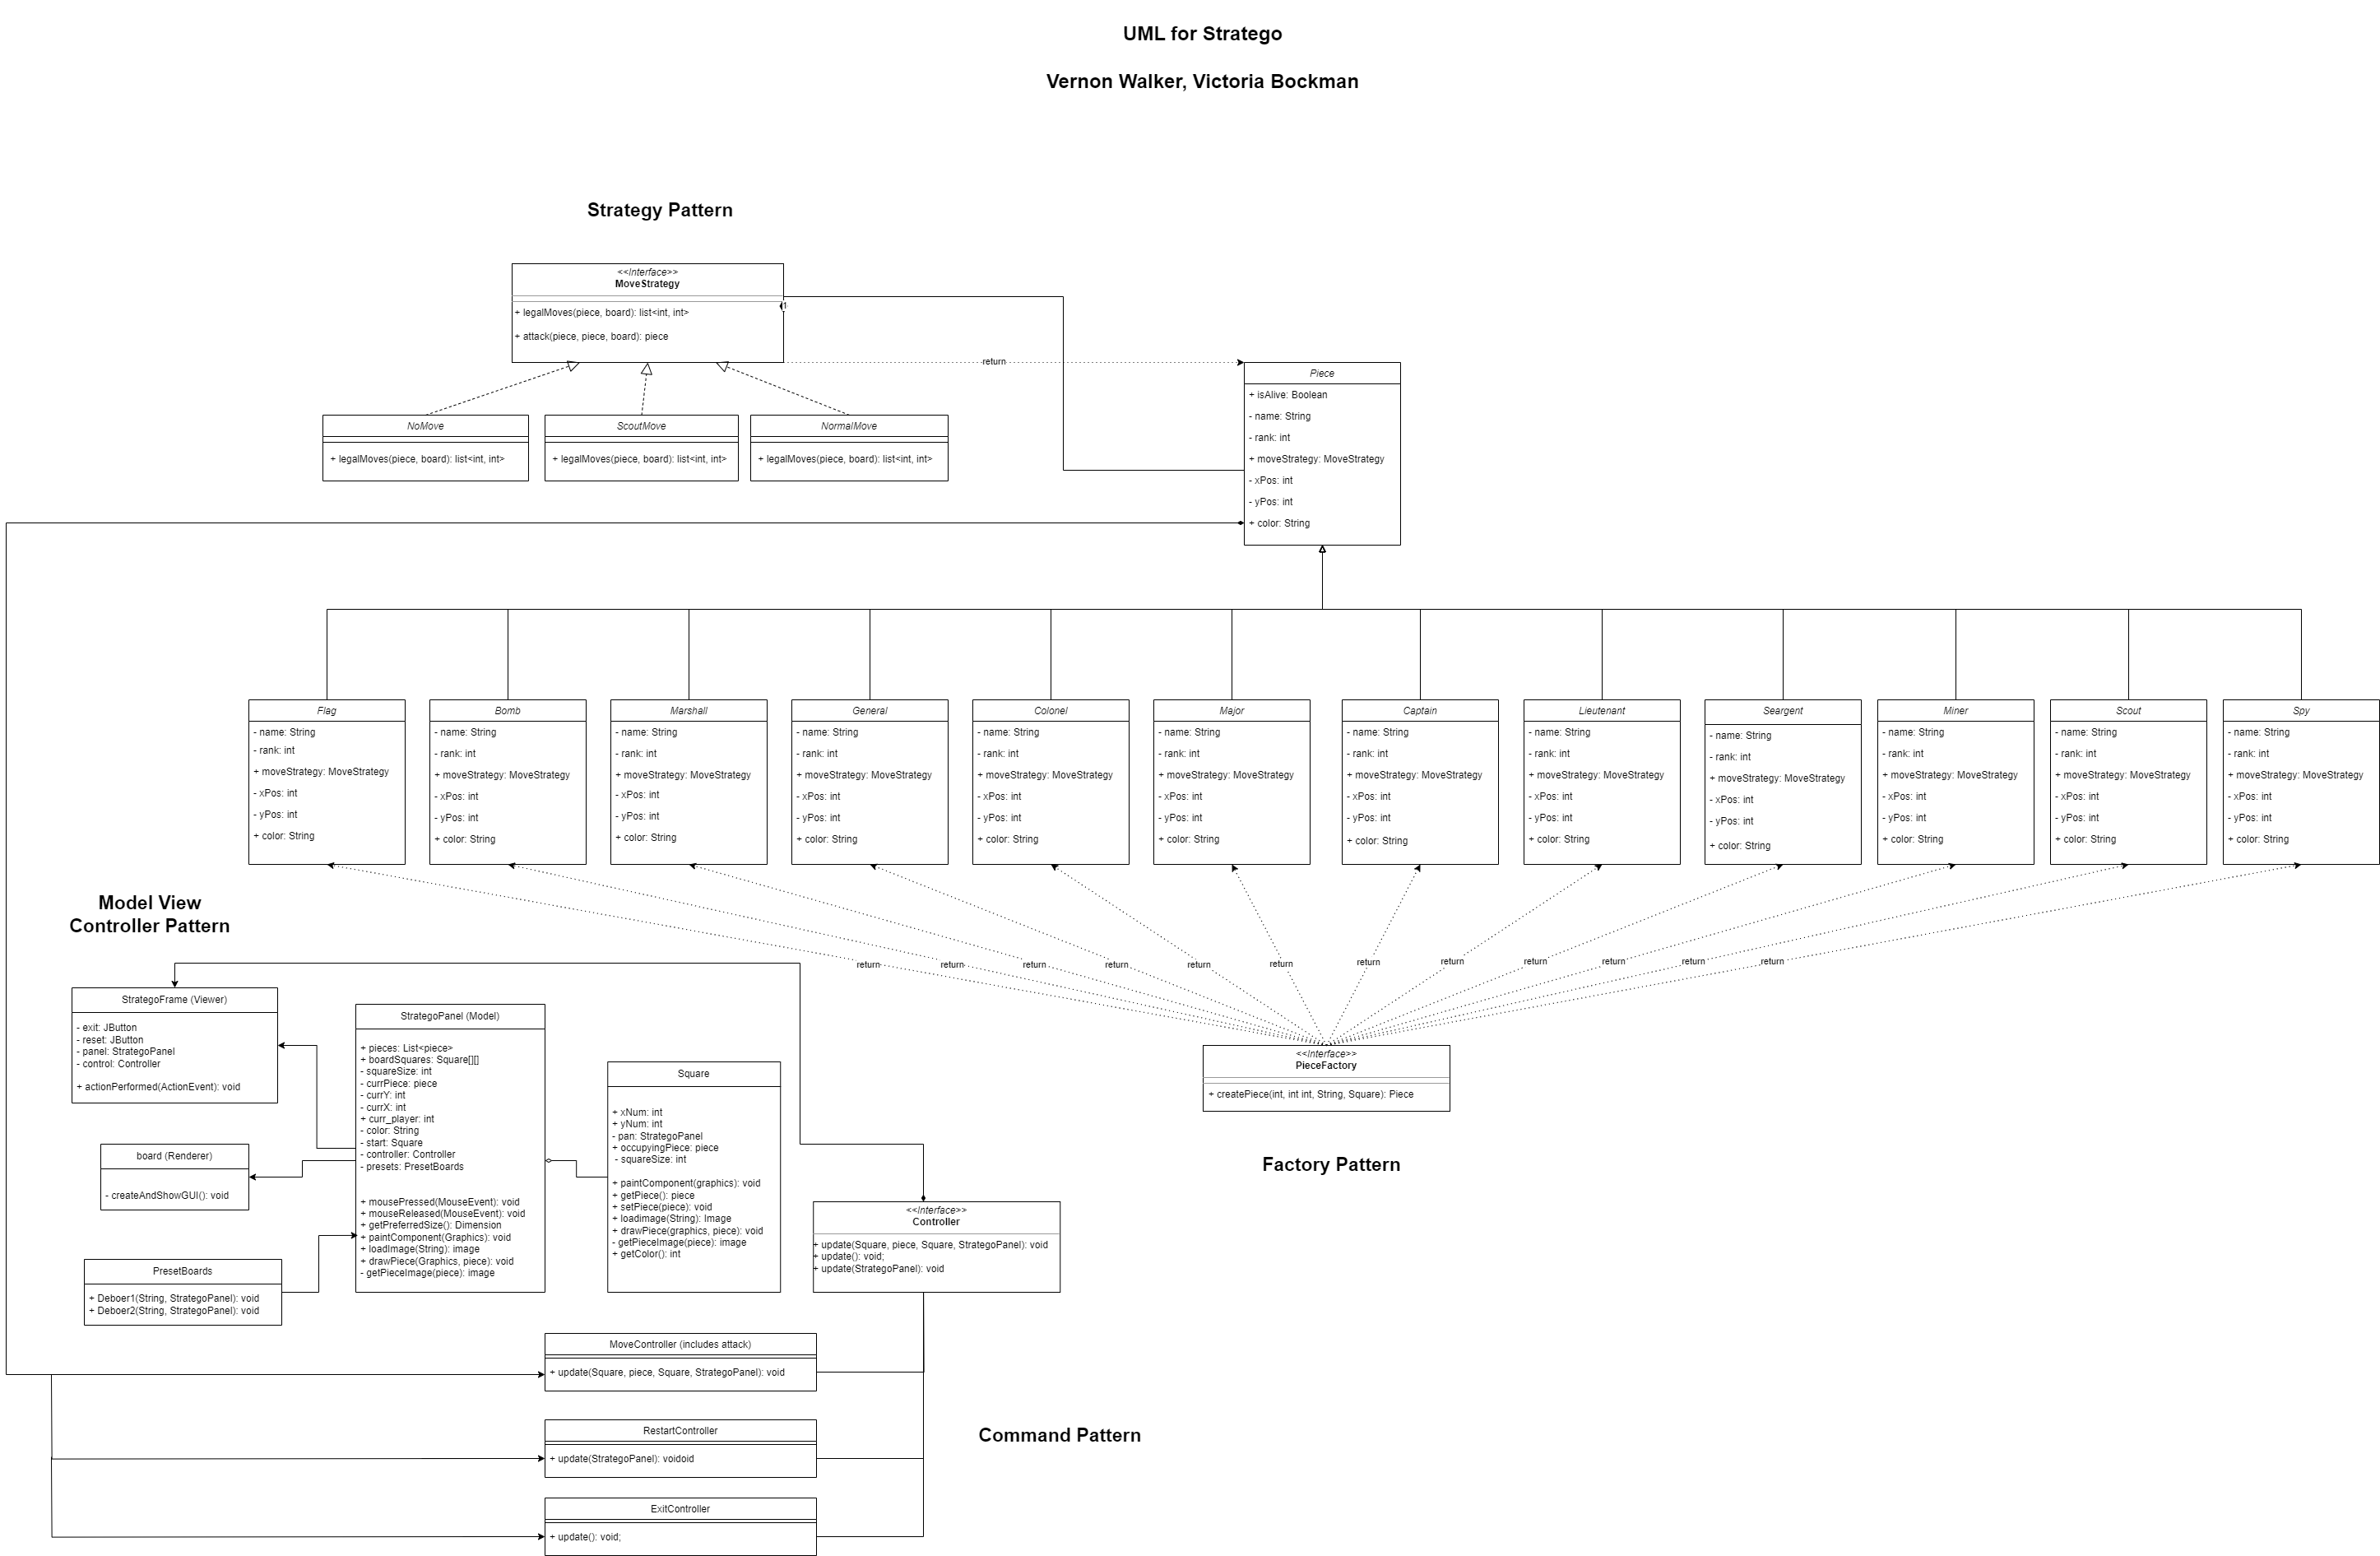 UML for Stratego
Vernon Walker, Victoria Bockman
Strategy Pattern
<<Interface>>
MoveStrategy
+ legalMoves(piece, board): list<int, int>
+ attack(piece, piece, board): piece
1
return
NoMove
+ legalMoves(piece, board): list<int, int>
ScoutMove
+ legalMoves(piece, board): list<int, int>
NormalMove
+ legalMoves(piece, board): list<int, int>
Piece
+ isAlive: Boolean
- name: String
- rank: int
+ moveStrategy: MoveStrategy
- xPos: int
- yPos: int
+ color: String
Flag
- name: String
- rank: int
+ moveStrategy: MoveStrategy
- xPos: int
- yPos: int
+ color: String
Bomb
- name: String
- rank: int
+ moveStrategy: MoveStrategy
- xPos: int
- yPos: int
+ color: String
Marshall
- name: String
- rank: int
+ moveStrategy: MoveStrategy
- xPos: int
- yPos: int
+ color: String
General
- name: String
- rank: int
+ moveStrategy: MoveStrategy
- xPos: int
- yPos: int
+ color: String
Colonel
- name: String
- rank: int
+ moveStrategy: MoveStrategy
- xPos: int
- yPos: int
+ color: String
Major
- name: String
- rank: int
+ moveStrategy: MoveStrategy
- xPos: int
- yPos: int
+ color: String
Captain
- name: String
- rank: int
+ moveStrategy: MoveStrategy
- xPos: int
- yPos: int
+ color: String
Lieutenant
- name: String
- rank: int
+ moveStrategy: MoveStrategy
- xPos: int
- yPos: int
+ color: String
Seargent
- name: String
- rank: int
+ moveStrategy: MoveStrategy
- xPos: int
- yPos: int
+ color: String
Miner
- name: String
- rank: int
+ moveStrategy: MoveStrategy
- xPos: int
- yPos: int
+ color: String
Scout
- name: String
- rank: int
+ moveStrategy: MoveStrategy
- xPos: int
- yPos: int
+ color: String
Spy
- name: String
- rank: int
+ moveStrategy: MoveStrategy
- xPos: int
- yPos: int
+ color: String
return
return
return
return
return
return
return
return
return
return
return
return
<<Interface>>
PieceFactory
+ createPiece(int, int int, String, Square): Piece
Factory Pattern
Model View
Controller Pattern
StrategoFrame (Viewer)
- exit: JButton
- reset: JButton
- panel: StrategoPanel
- control: Controller
+ actionPerformed(ActionEvent): void
board (Renderer)
- createAndShowGUI(): void
PresetBoards
+ Deboer1(String, StrategoPanel): void
+ Deboer2(String, StrategoPanel): void
StrategoPanel (Model)
+ pieces: List<piece>
+ boardSquares: Square[][]
- squareSize: int
- currPiece: piece
- currY: int
- currX: int
+ curr_player: int
- color: String
- start: Square
- controller: Controller
- presets: PresetBoards
+ mousePressed(MouseEvent): void
+ mouseReleased(MouseEvent): void
+ getPreferredSize(): Dimension
+ paintComponent(Graphics): void
+ loadImage(String): image
+ drawPiece(Graphics, piece): void
- getPieceImage(piece): image
Square
+ xNum: int
+ yNum: int
- pan: StrategoPanel
+ occupyingPiece: piece
- squareSize: int
+ paintComponent(graphics): void
+ getPiece(): piece
+ setPiece(piece): void
+ loadimage(String): Image
+ drawPiece(graphics, piece): void
- getPieceImage(piece): image
+ getColor(): int
<<Interface>>
Controller
+ update(Square, piece, Square, StrategoPanel): void
+ update(): void;
+ update(StrategoPanel): void
MoveController (includes attack)
+ update(Square, piece, Square, StrategoPanel): void
RestartController
+ update(StrategoPanel): voidoid
ExitController
+ update(): void;
Command Pattern